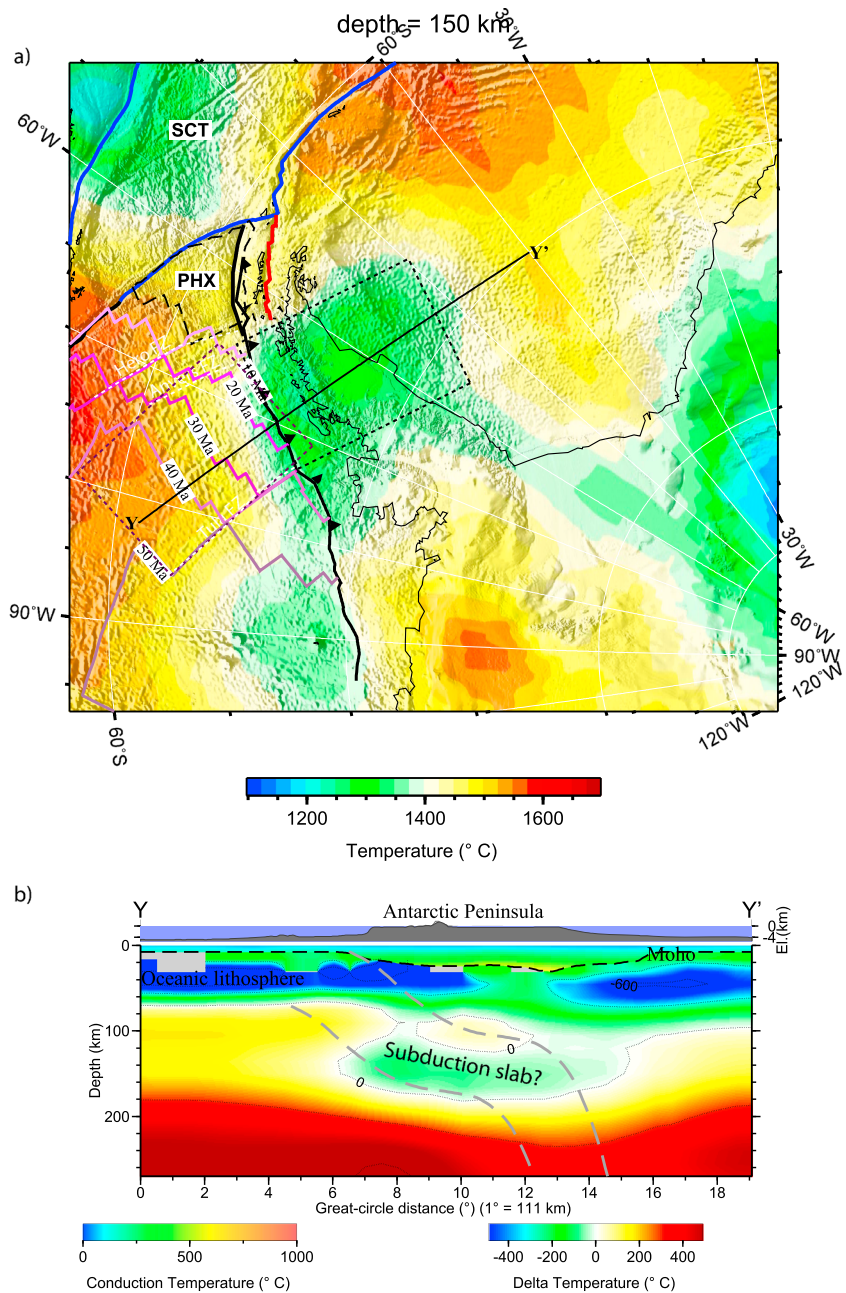 depth = 150 km
a)
60°S
30°W
60°W
SCT
PHX
Y'
10 Ma
20 Ma
30 Ma
40 Ma
Y
50 Ma
90°W
30°W
60°W
90°W
120°W
120°W
60°S
1200 1400 1600
Temperature (° C)
b)
Y Antarctic Peninsula Y'
0
-4
El.(km)
0
Moho
Oceanic lithosphere
-600
100
0
Subduction slab?
0
Depth (km)
200
0 2 4 6 8 10 12 14 16 18
Great-circle distance (°) (1° = 111 km)
0 500 1000
Conduction Temperature (° C)
-400 -200 0 200 400
Delta Temperature (° C)